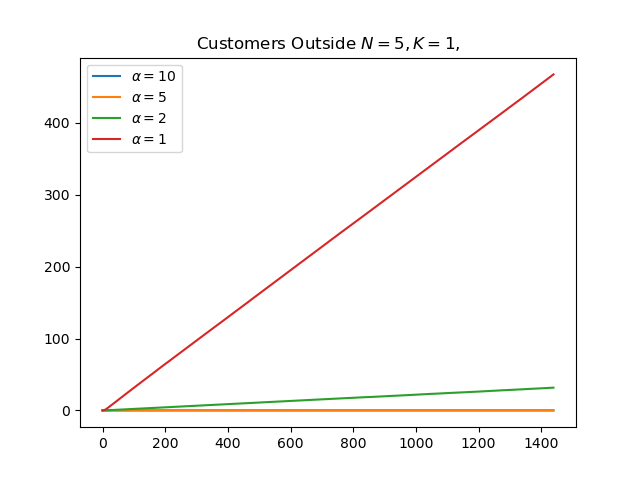 Customers Outside N = 5, K = 1,
α = 10
α = 5
α = 2
α = 1
400
300
200
100
0
0 200 400 600 800 1000 1200 1400